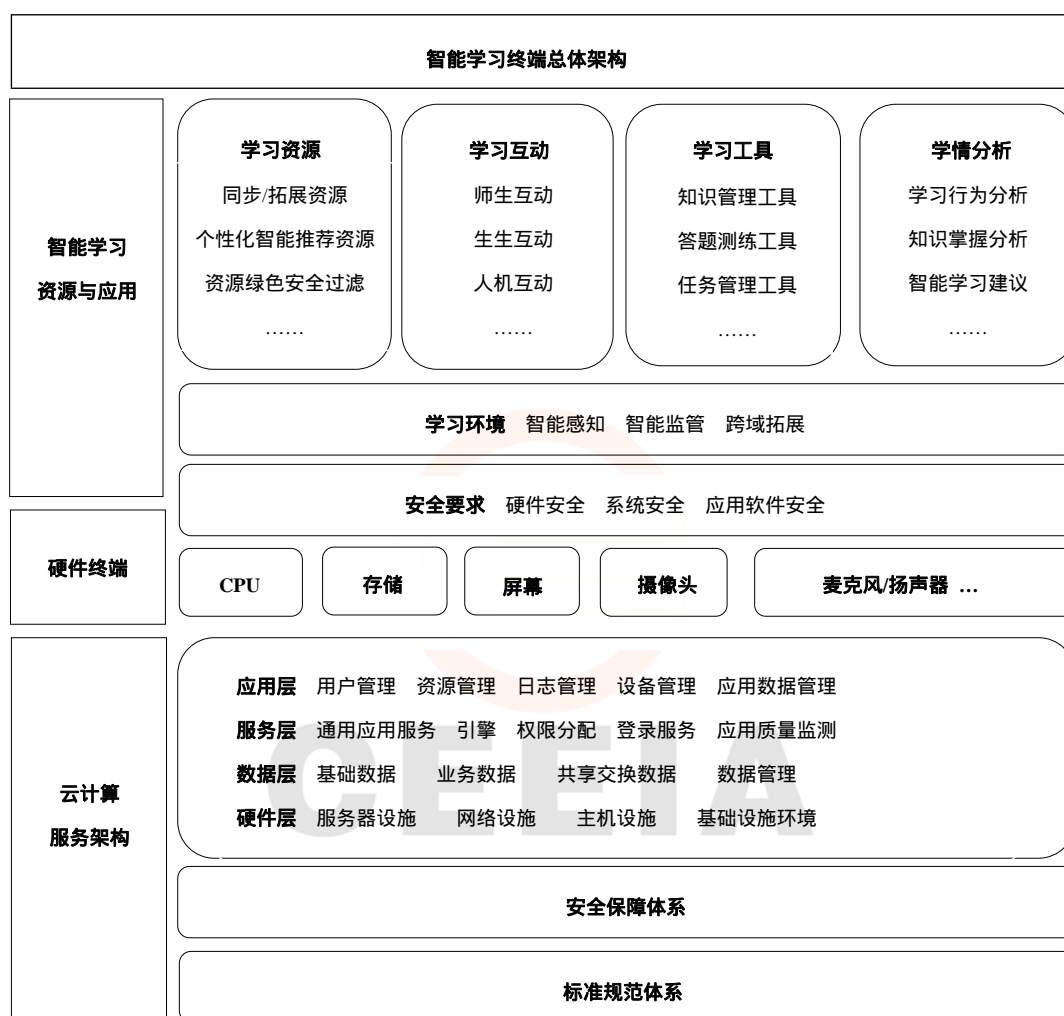 智能学习终端总体架构
智能学习
资源与应用
学习资源
同步/拓展资源
个性化智能推荐资源
资源绿色安全过滤
……
学习互动
师生互动
生生互动
人机互动
……
学习工具
知识管理工具
答题测练工具
任务管理工具
……
学情分析
学习行为分析
知识掌握分析
智能学习建议
……
学习环境 智能感知 智能监管 跨域拓展
安全要求 硬件安全 系统安全 应用软件安全
硬件终端
CPU
存储
屏幕
摄像头
麦克风/扬声器 …
云计算
服务架构
应用层 用户管理 资源管理 日志管理 设备管理 应用数据管理
服务层 通用应用服务 引擎 权限分配 登录服务 应用质量监测
数据层 基础数据 业务数据 共享交换数据 数据管理
硬件层 服务器设施 网络设施 主机设施 基础设施环境
CEEIA
安全保障体系
标准规范体系